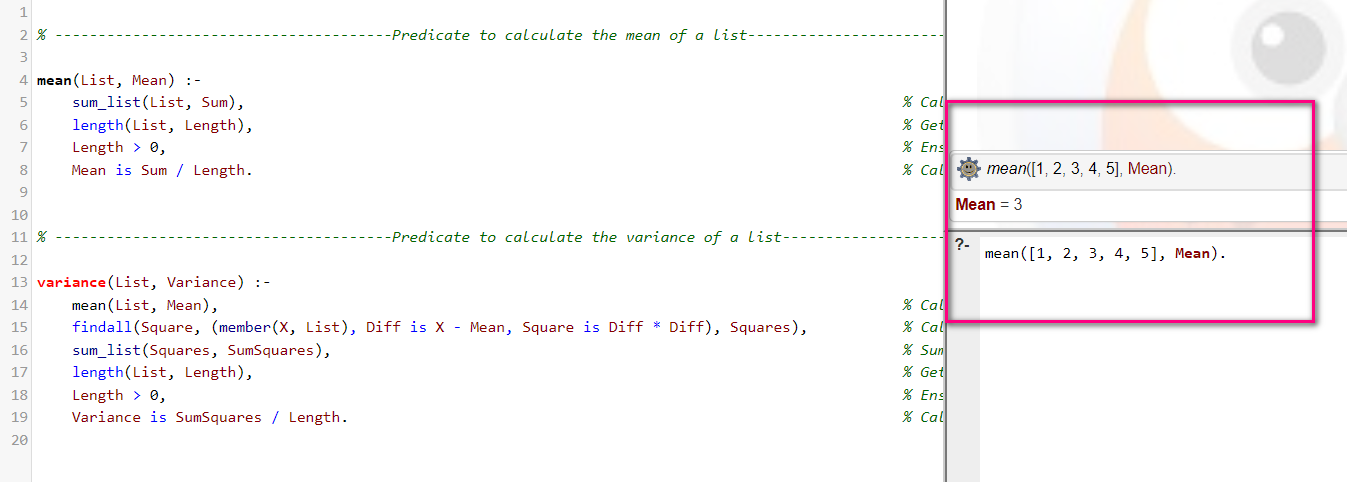 1
2 % ---------------------------------------Predicate to calculate the mean of a list-----------------------
3
4 mean(List, Mean) :-
5 sum_list(List, Sum), % Cal
6 length(List, Length), % Get
7 Length > 0, % Ens
8 Mean is Sum / Length. % Cal
9
10
11 % ---------------------------------------Predicate to calculate the variance of a list-------------------
12
13 variance(List, Variance) :-
14 mean(List, Mean), % Cal
15 findall(Square, (member(X, List), Diff is X - Mean, Square is Diff * Diff), Squares), % Cal
16 sum_list(Squares, SumSquares), % Sum
17 length(List, Length), % Get
18 Length > 0, % Ens
19 Variance is SumSquares / Length. % Cal
20
mean([1, 2, 3, 4, 5], Mean).
Mean = 3
?- mean([1, 2, 3, 4, 5], Mean).